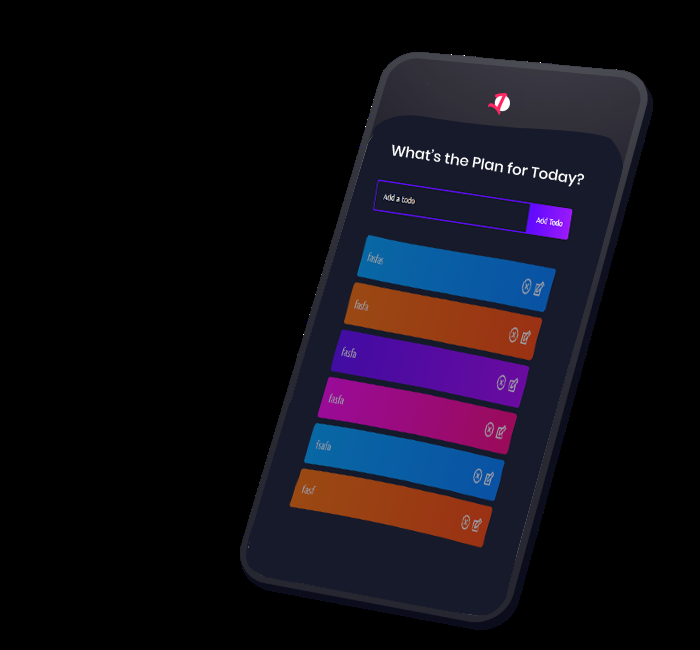 What's the Plan for Today?
Add a todo
Add Todo
fasfas
fasfa
fasfa
fasfa
fsafa
fasf